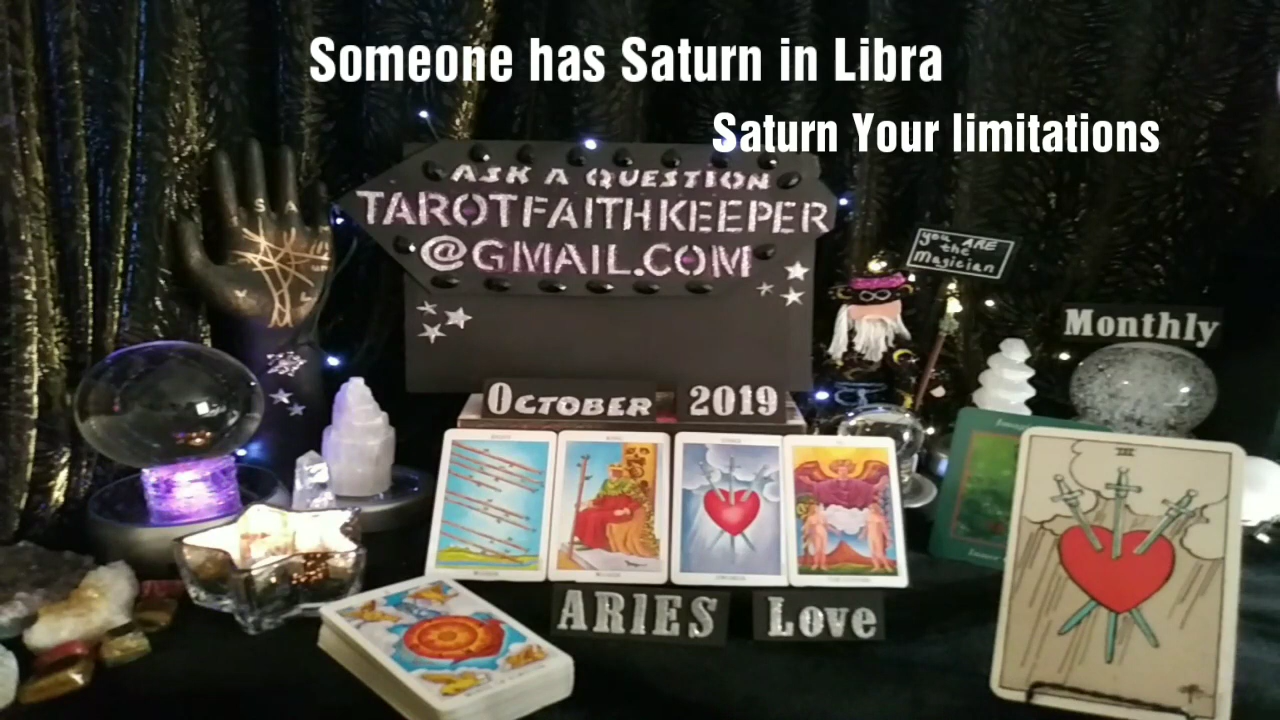 Someone has Saturn in Libra
Saturn Your limitations
ASK A QUESTION
TAROTFAITHKEEPER
@GMAIL.COM
you ARE
the
Magician
Monthly
OCTOBER 2019
III
ARIES Love